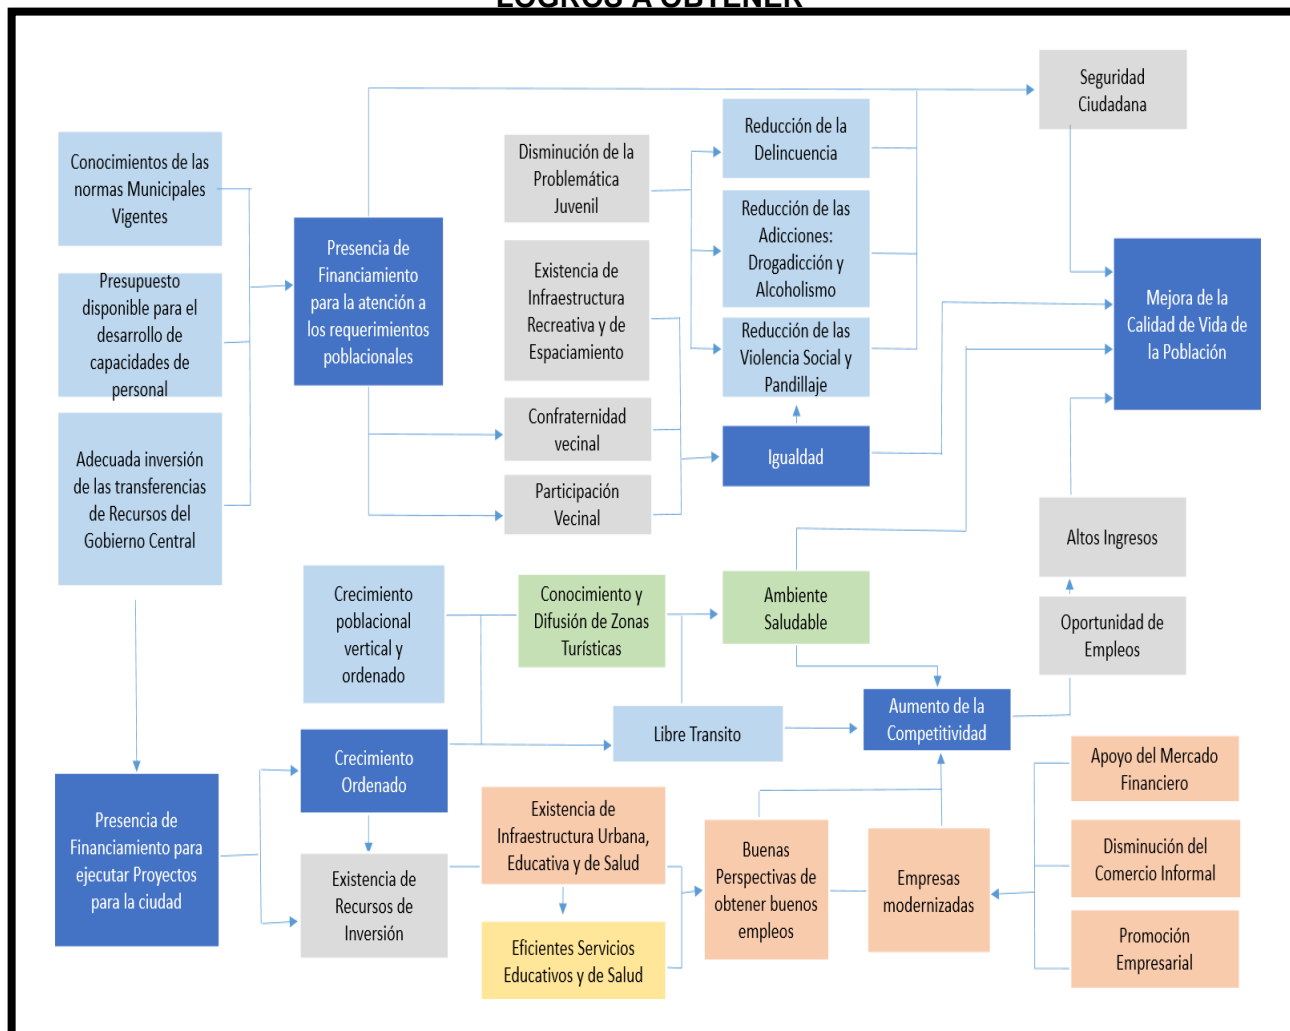 LOGROS A OBTENER
Seguridad
Ciudadana
Conocimientos de las
normas Municipales
Vigentes
Presupuesto
disponible para el
desarrollo de
capacidades de
personal
Adecuada inversión
de las transferencias
de Recursos del
Gobierno Central
Presencia de
Financiamiento
para la atención a
los requerimientos
poblacionales
Disminución de la
Problemática
Juvenil
Existencia de
Infraestructura
Recreativa y de
Espaciamiento
Confraternidad
vecinal
Participación
Vecinal
Reducción de la
Delincuencia
Reducción de las
Adicciones:
Drogadicción y
Alcoholismo
Reducción de las
Violencia Social y
Pandillaje
Igualdad
Mejora de la
Calidad de Vida de
la Población
Altos Ingresos
Oportunidad de
Empleos
Crecimiento
poblacional
vertical y
ordenado
Conocimiento y
Difusión de Zonas
Turísticas
Ambiente
Saludable
Libre Transito
Aumento de la
Competitividad
Presencia de
Financiamiento para
ejecutar Proyectos
para la ciudad
Crecimiento
Ordenado
Existencia de
Recursos de
Inversión
Existencia de
Infraestructura Urbana,
Educativa y de Salud
Eficientes Servicios
Educativos y de Salud
Buenas
Perspectivas de
obtener buenos
empleos
Empresas
modernizadas
Apoyo del Mercado
Financiero
Disminución del
Comercio Informal
Promoción
Empresarial